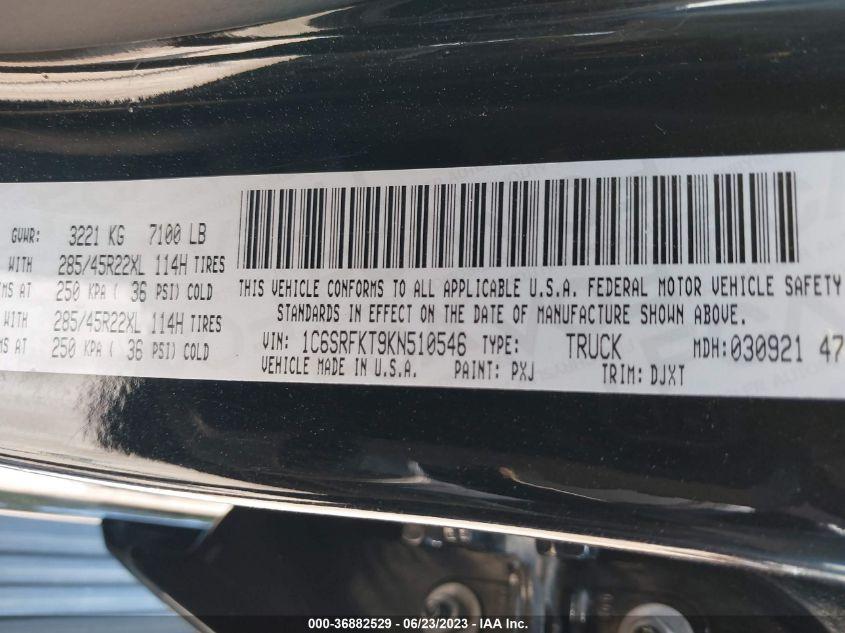 GVWR: 3221 KG 7100 LB
WITH 285/45R22XL 114H TIRES
MS AT 250 KPA ( 36 PSI) COLD
WITH 285/45R22XL 114H TIRES
MS AT 250 KPA ( 36 PSI) COLD
THIS VEHICLE CONFORMS TO ALL APPLICABLE U.S.A. FEDERAL MOTOR VEHICLE SAFETY
STANDARDS IN EFFECT ON THE DATE OF MANUFACTURE SHOWN ABOVE.
VIN: 1C6SRFKT9KN510546 TYPE: TRUCK MDH: 030921 47
VEHICLE MADE IN U.S.A. PAINT: PXJ TRIM: DJXT
000-36882529 / 06/23/2023 - IAA Inc.